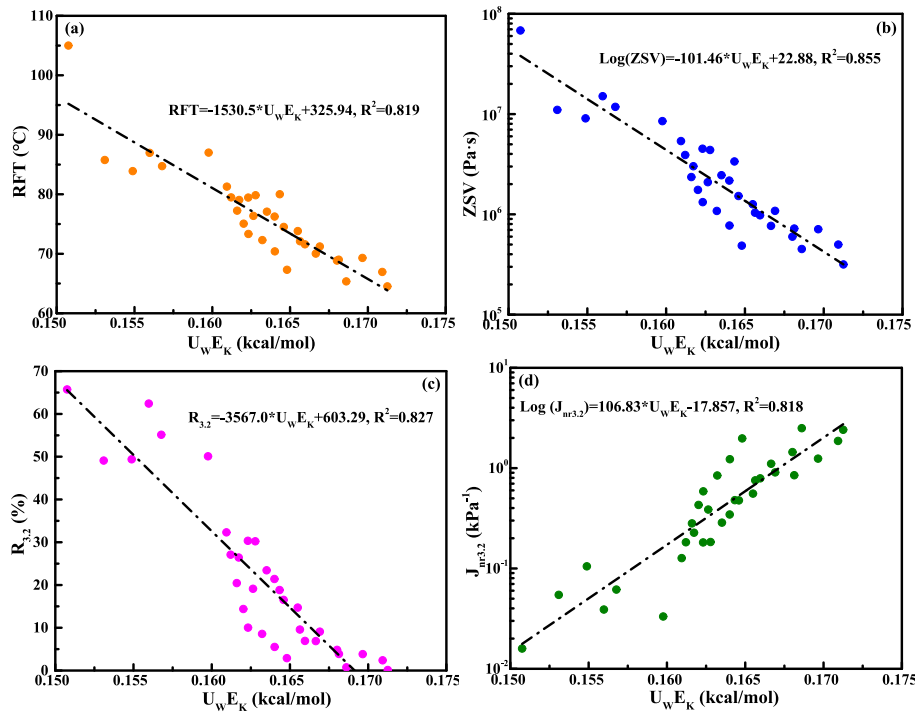 (a)
RFT=-1530.5*U_WE_K+325.94, R²=0.819
110
100
90
80
70
60
RFT (°C)
0.150 0.155 0.160 0.165 0.170 0.175
U_WE_K (kcal/mol)
(b)
Log(ZSV)=-101.46*U_WE_K+22.88, R²=0.855
10⁸
10⁷
10⁶
10⁵
ZSV (Pa·s)
0.150 0.155 0.160 0.165 0.170 0.175
U_WE_K (kcal/mol)
(c)
R_3.2=-3567.0*U_WE_K+603.29, R²=0.827
70
60
50
40
30
20
10
0
R_3.2 (%)
0.150 0.155 0.160 0.165 0.170 0.175
U_WE_K (kcal/mol)
(d)
Log (J_nr3.2)=106.83*U_WE_K-17.857, R²=0.818
10¹
10⁰
10⁻¹
10⁻²
J_nr3.2 (kPa⁻¹)
0.150 0.155 0.160 0.165 0.170 0.175
U_WE_K (kcal/mol)